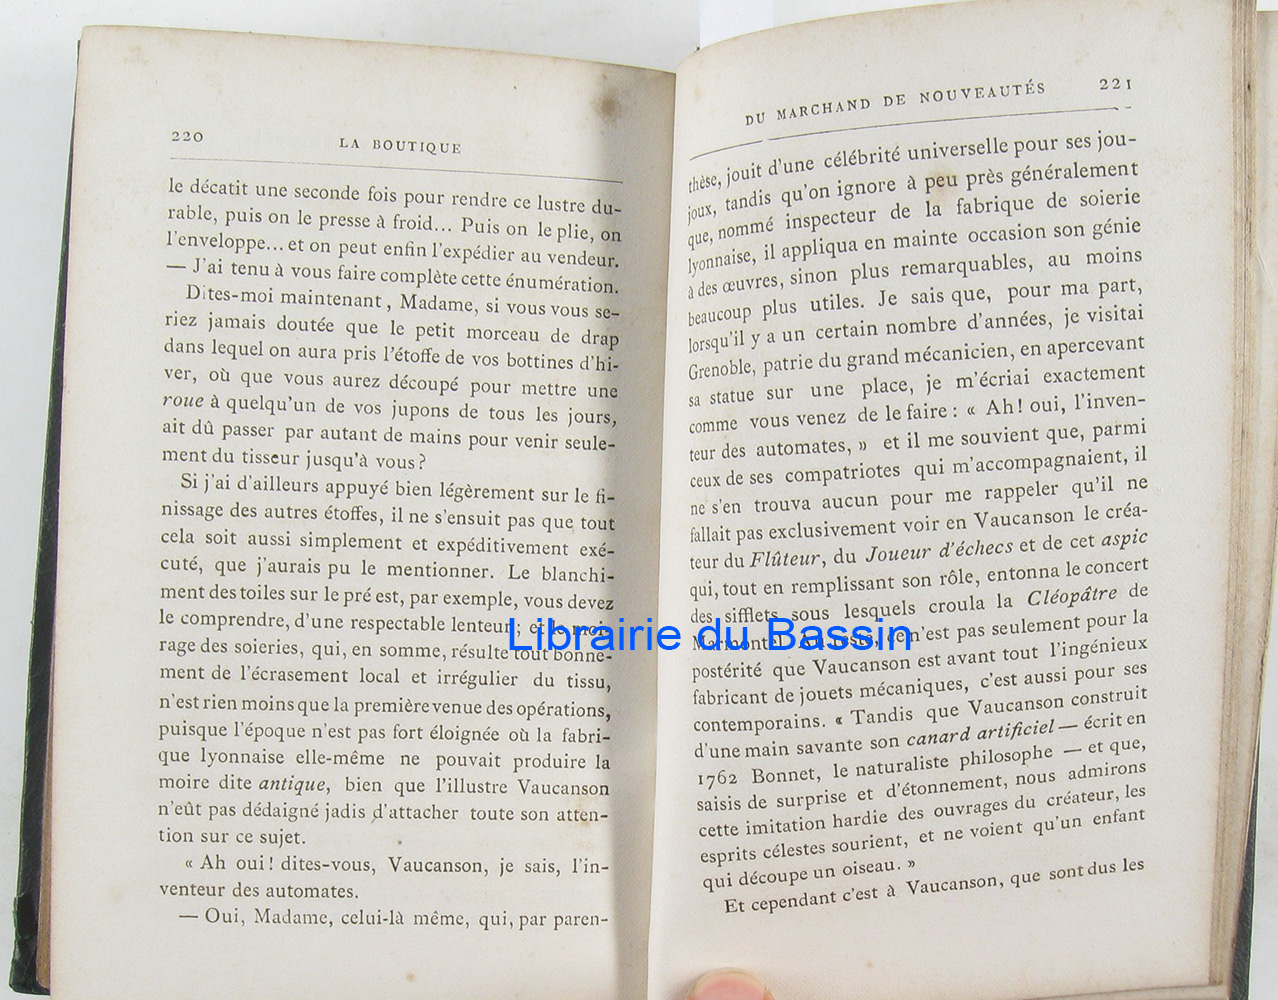 220
LA BOUTIQUE
le décatit une seconde fois pour rendre ce lustre du-
rable, puis on le presse à froid... Puis on le plie, on
l'enveloppe... et on peut enfin l'expédier au vendeur.
— J'ai tenu à vous faire complète cette énumération.
Dites-moi maintenant, Madame, si vous vous se-
riez jamais doutée que le petit morceau de drap
dans lequel on aura pris l'étoffe de vos bottines d'hi-
ver, où que vous aurez découpé pour mettre une
roue à quelqu'un de vos jupons de tous les jours,
ait dû passer par autant de mains pour venir seule-
ment du tisseur jusqu'à vous?
Si j'ai d'ailleurs appuyé bien légèrement sur le fi-
nissage des autres étoffes, il ne s'ensuit pas que tout
cela soit aussi simplement et expéditivement exé-
cuté, que j'aurais pu le mentionner. Le blanchi-
ment des toiles sur le pré est, par exemple, vous devez
le comprendre, d'une respectable lenteur; et le moi-
rage des soieries, qui, en somme, résulte tout bonne-
ment de l'écrasement local et irrégulier du tissu,
n'est rien moins que la première venue des opérations,
puisque l'époque n'est pas fort éloignée où la fabri-
que lyonnaise elle-même ne pouvait produire la
moire dite antique, bien que l'illustre Vaucanson
n'eût pas dédaigné jadis d'attacher toute son atten-
tion sur ce sujet.
« Ah oui! dites-vous, Vaucanson, je sais, l'in-
venteur des automates.
— Oui, Madame, celui-là même, qui, par paren-
DU MARCHAND DE NOUVEAUTÉS
221
thèse, jouit d'une célébrité universelle pour ses jou-
joux, tandis qu'on ignore à peu près généralement
que, nommé inspecteur de la fabrique de soierie
lyonnaise, il appliqua en mainte occasion son génie
à des œuvres, sinon plus remarquables, au moins
beaucoup plus utiles. Je sais que, pour ma part,
lorsqu'il y a un certain nombre d'années, je visitai
Grenoble, patrie du grand mécanicien, en apercevant
sa statue sur une place, je m'écriai exactement
comme vous venez de le faire: « Ah! oui, l'inven-
teur des automates, » et il me souvient que, parmi
ceux de ses compatriotes qui m'accompagnaient, il
ne s'en trouva aucun pour me rappeler qu'il ne
fallait pas exclusivement voir en Vaucanson le créa-
teur du Flûteur, du Joueur d'échecs et de cet aspic
qui, tout en remplissant son rôle, entonna le concert
des sifflets sous lesquels croula la Cléopâtre de
Marmontel. Au reste, ce n'est pas seulement pour la
postérité que Vaucanson est avant tout l'ingénieux
fabricant de jouets mécaniques, c'est aussi pour ses
contemporains. « Tandis que Vaucanson construit
d'une main savante son canard artificiel — écrit en
1762 Bonnet, le naturaliste philosophe — et que,
saisis de surprise et d'étonnement, nous admirons
cette imitation hardie des ouvrages du créateur, les
esprits célestes sourient, et ne voient qu'un enfant
qui découpe un oiseau. »
Et cependant c'est à Vaucanson, que sont dus les
Librairie du Bassin